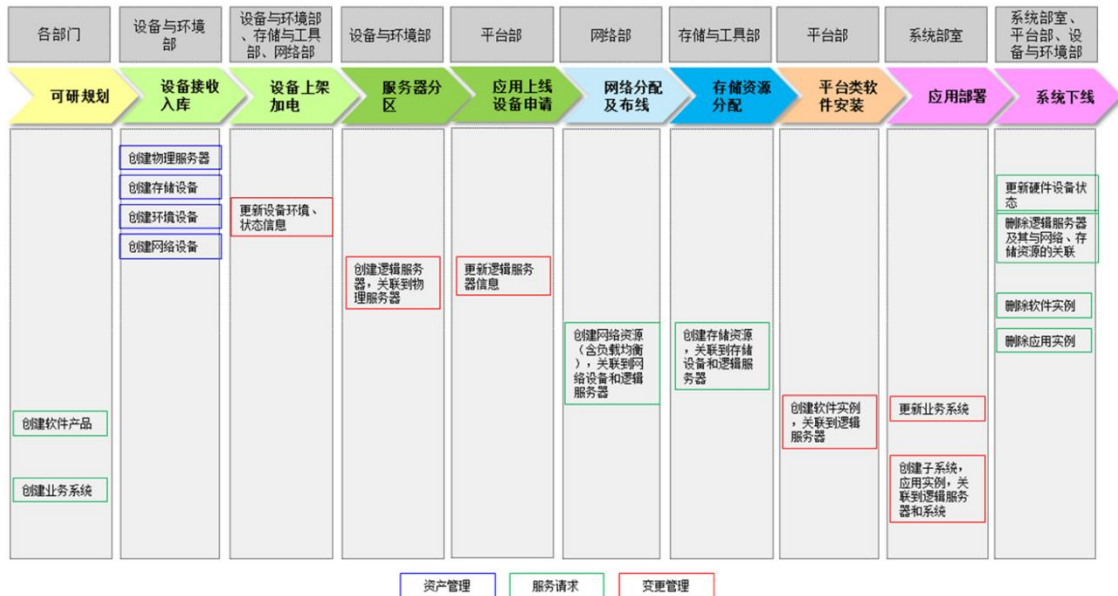 各部门
设备与环境
部
设备与环境部
、存储与工具
部、网络部
设备与环境部
平台部
网络部
存储与工具部
平台部
系统部室
系统部室、
平台部、设
备与环境部
可研规划
设备接收
入库
设备上架
加电
服务器分
区
应用上线
设备申请
网络分配
及布线
存储资源
分配
平台类软
件安装
应用部署
系统下线
创建软件产品
创建业务系统
创建物理服务器
创建存储设备
创建环境设备
创建网络设备
更新设备环境、
状态信息
创建逻辑服务
器，关联到物
理服务器
更新逻辑服务
器信息
创建网络资源
（含负载均衡
），关联到网
络设备和逻辑
服务器
创建存储资源
，关联到存储
设备和逻辑服
务器
创建软件实例
，关联到逻辑
服务器
更新业务系统
创建子系统，
应用实例，关
联到逻辑服务
器和系统
更新硬件设备状
态
删除逻辑服务器
及其与网络、存
储资源的关联
删除软件实例
删除应用实例
资产管理
服务请求
变更管理